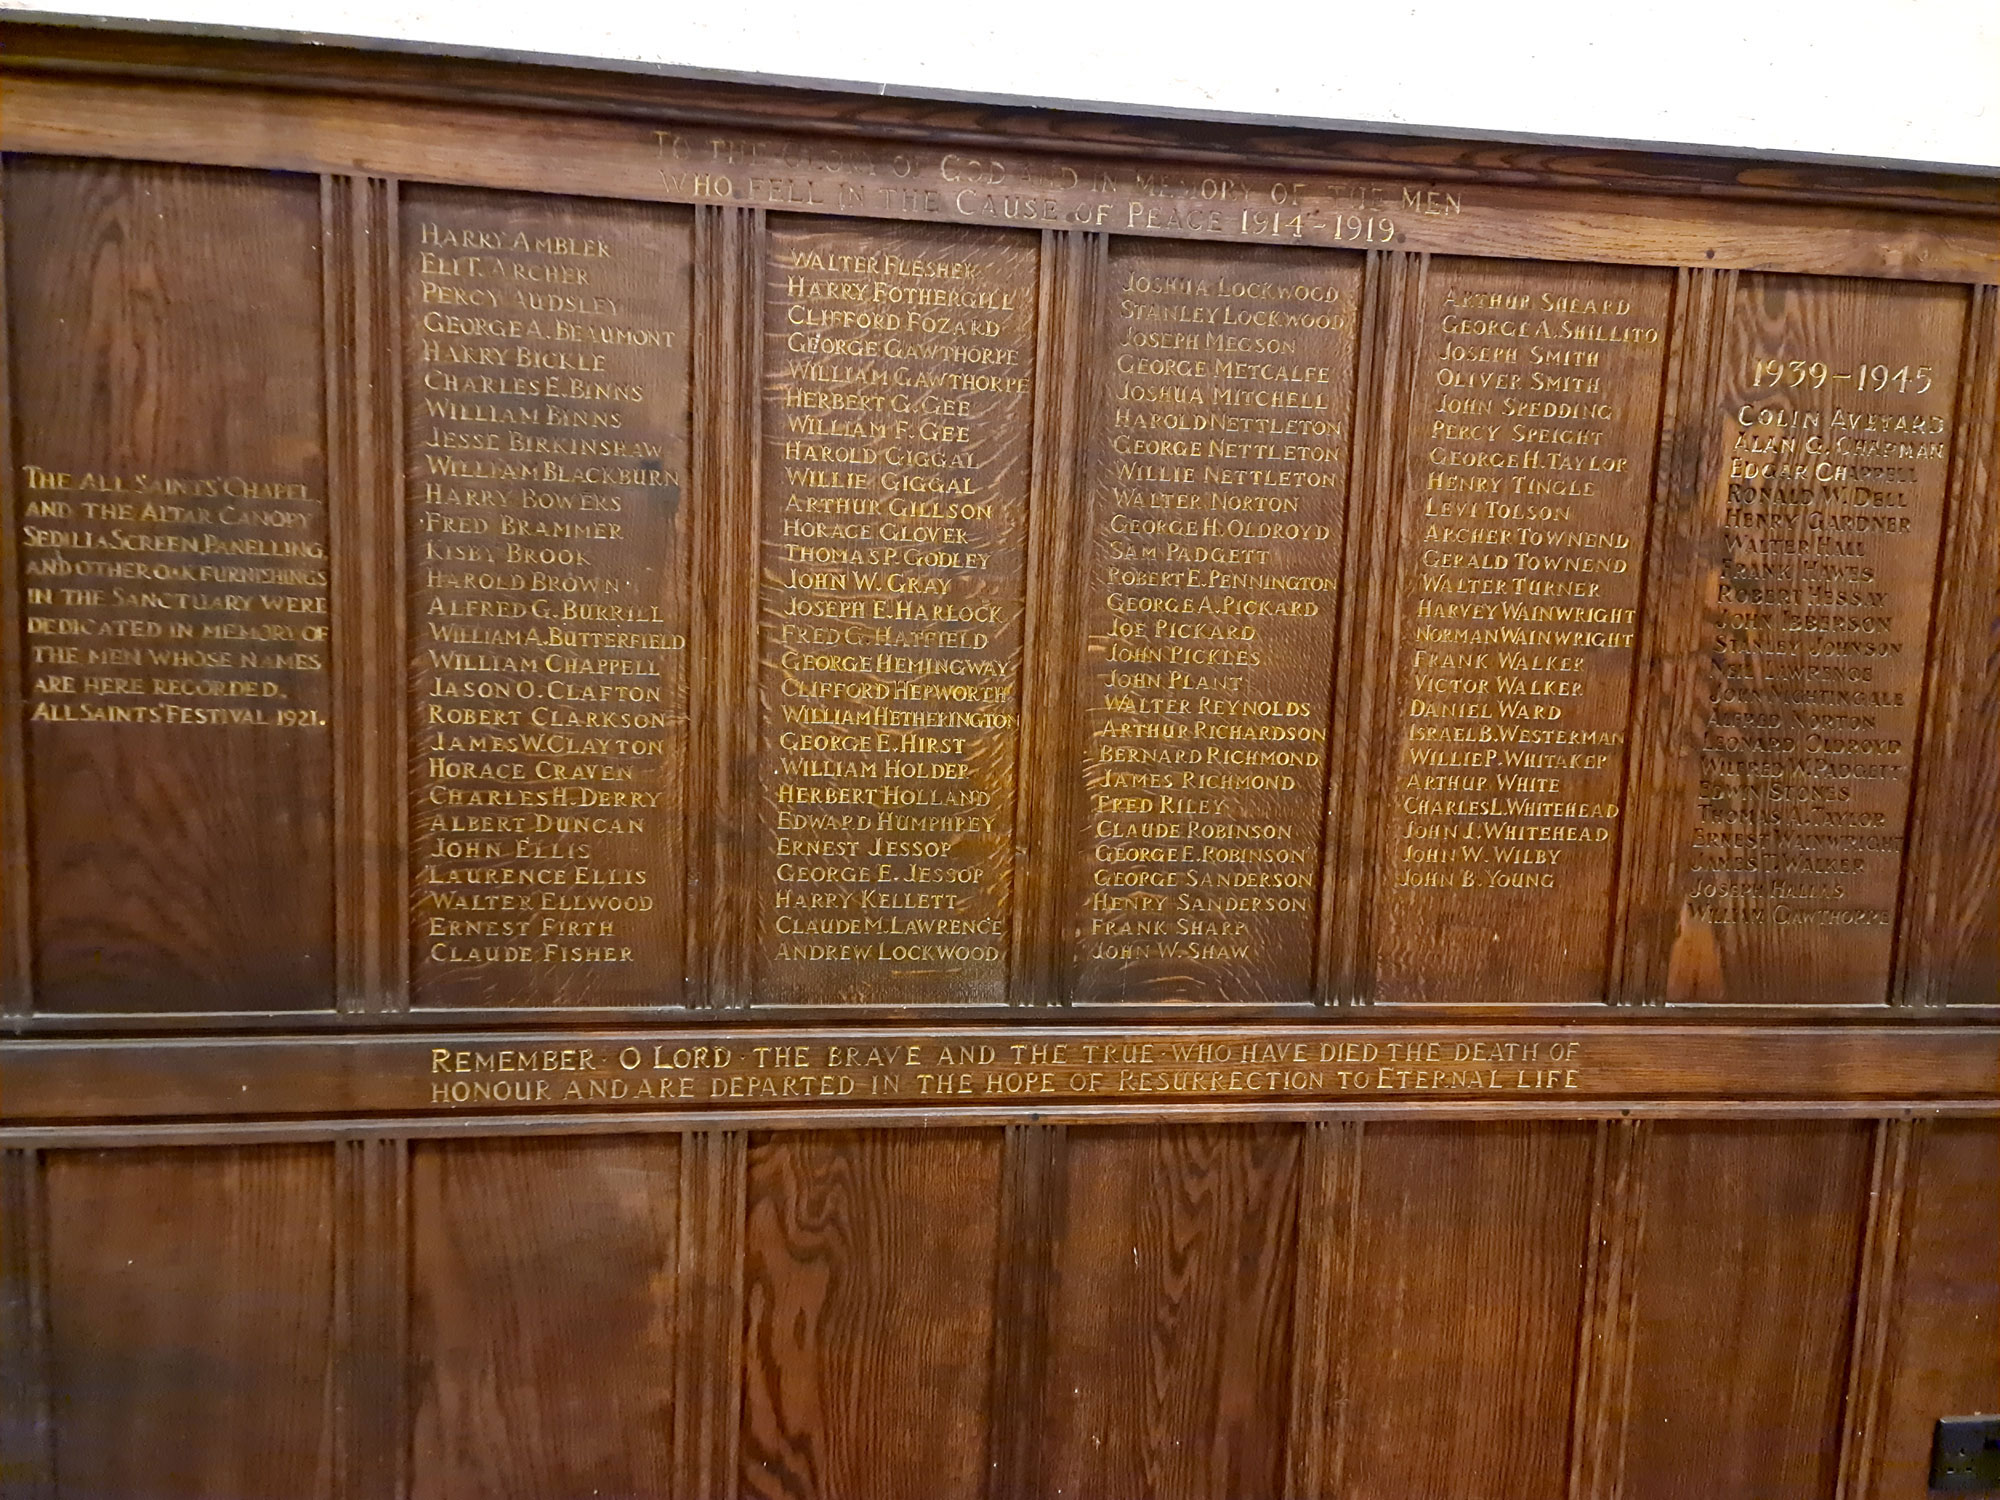 TO THE GLORY OF GOD AND IN MEMORY OF THE MEN
WHO FELL IN THE CAUSE OF PEACE 1914-1919.
THE ALL SAINTS' CHAPEL,
AND THE ALTAR CANOPY
SEDILIA SCREEN PANELLING,
AND OTHER OAK FURNISHINGS
IN THE SANCTUARY WERE
DEDICATED IN MEMORY OF
THE MEN WHOSE NAMES
ARE HERE RECORDED.
ALL SAINTS' FESTIVAL 1921.
HARRY AMBLER
ELI T. ARCHER
PERCY AUDSLEY
GEORGE A. BEAUMONT
HARRY BICKLE
CHARLES E. BINNS
WILLIAM BINNS
JESSE BIRKINSHAW
WILLIAM BLACKBURN
HARRY BOWERS
FRED BRAMMER
KISBY BROOK
HAROLD BROWN
ALFRED G. BURRILL
WILLIAM A. BUTTERFIELD
WILLIAM CHAPPELL
JASON O. CLAFTON
ROBERT CLARKSON
JAMES W. CLAYTON
HORACE CRAVEN
CHARLES H. DERRY
ALBERT DUNCAN
JOHN ELLIS
LAURENCE ELLIS
WALTER ELLWOOD
ERNEST FIRTH
CLAUDE FISHER
WALTER FLESHER
HARRY FOTHERGILL
CLIFFORD FOZARD
GEORGE GAWTHORPE
WILLIAM GAWTHORPE
HERBERT G. GEE
WILLIAM F. GEE
HAROLD GIGGAL
WILLIE GIGGAL
ARTHUR GILLSON
HORACE GLOVER
THOMAS P. GODLEY
JOHN W. GRAY
JOSEPH E. HARLOCK
FRED G. HATFIELD
GEORGE HEMINGWAY
CLIFFORD HEPWORTH
WILLIAM HETHERINGTON
GEORGE E. HIRST
WILLIAM HOLDER
HERBERT HOLLAND
EDWARD HUMPHREY
ERNEST JESSOP
GEORGE E. JESSOP
HARRY KELLETT
CLAUDE M. LAWRENCE
ANDREW LOCKWOOD
JOSHUA LOCKWOOD
STANLEY LOCKWOOD
JOSEPH MEGSON
GEORGE METCALFE
JOSHUA MITCHELL
HAROLD NETTLETON
GEORGE NETTLETON
WILLIE NETTLETON
WALTER NORTON
GEORGE H. OLDROYD
SAM PADGETT
ROBERT E. PENNINGTON
GEORGE A. PICKARD
JOE PICKARD
JOHN PICKLES
JOHN PLANT
WALTER REYNOLDS
ARTHUR RICHARDSON
BERNARD RICHMOND
JAMES RICHMOND
FRED RILEY
CLAUDE ROBINSON
GEORGE E. ROBINSON
GEORGE SANDERSON
HENRY SANDERSON
FRANK SHARP
JOHN W. SHAW
ARTHUR SHEARD
GEORGE A. SHILLITO
JOSEPH SMITH
OLIVER SMITH
JOHN SPEDDING
PERCY SPEIGHT
GEORGE H. TAYLOR
HENRY TINGLE
LEVI TOLSON
ARCHER TOWNEND
GERALD TOWNEND
WALTER TURNER
HARVEY WAINWRIGHT
NORMAN WAINWRIGHT
FRANK WALKER
VICTOR WALKER
DANIEL WARD
ISRAEL B. WESTERMAN
WILLIE P. WHITAKER
ARTHUR WHITE
CHARLES L. WHITEHEAD
JOHN J. WHITEHEAD
JOHN W. WILBY
JOHN B. YOUNG
1939-1945
COLIN AVEYARD
ALAN G. CHAPMAN
EDGAR CHAPPELL
RONALD W. DELL
HENRY GARDNER
WALTER HALL
FRANK HAWES
ROBERT HESSAY
JOHN IBBERSON
STANLEY JOHNSON
NEIL LAWRENCE
JOHN NIGHTINGALE
ALFRED NORTON
LEONARD OLDROYD
WILFRED W. PADGETT
EDWIN STONES
THOMAS A. TAYLOR
ERNEST WAINWRIGHT
JAMES T. WALKER
JOSEPH HALLAS
WILLIAM GAWTHORPE
REMEMBER · O LORD · THE BRAVE AND THE TRUE · WHO HAVE DIED THE DEATH OF
HONOUR AND ARE DEPARTED IN THE HOPE OF RESURRECTION TO ETERNAL LIFE